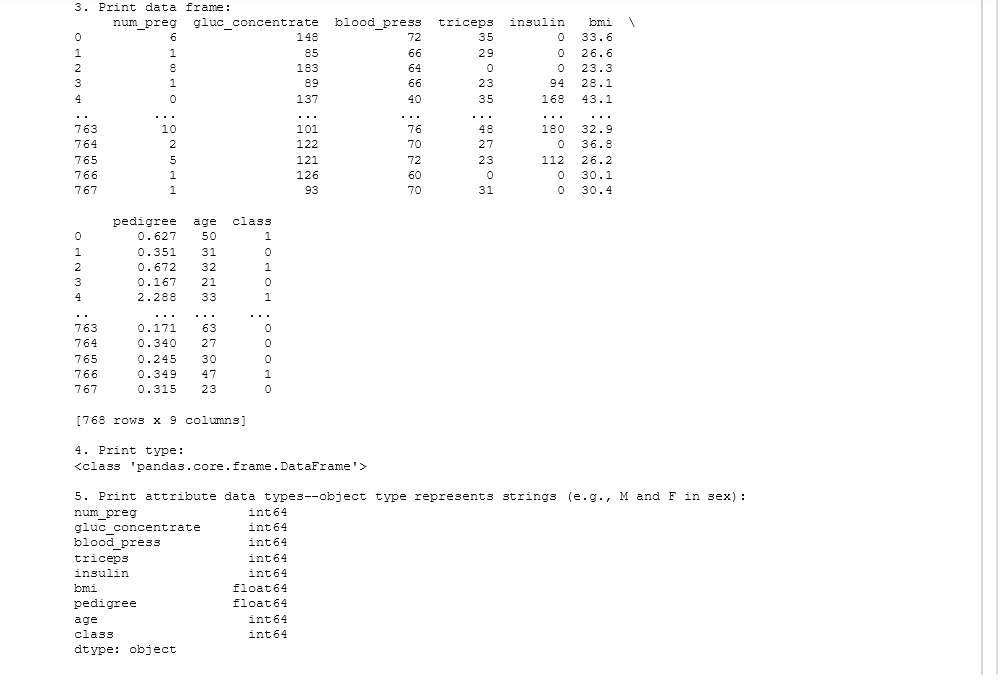 3. Print data frame:
     num_preg  gluc_concentrate  blood_press  triceps  insulin   bmi  \
0           6               148           72       35        0  33.6
1           1                85           66       29        0  26.6
2           8               183           64        0        0  23.3
3           1                89           66       23       94  28.1
4           0               137           40       35      168  43.1
..        ...               ...          ...      ...      ...   ...
763        10               101           76       48      180  32.9
764         2               122           70       27        0  36.8
765         5               121           72       23      112  26.2
766         1               126           60        0        0  30.1
767         1                93           70       31        0  30.4

     pedigree  age  class
0       0.627   50      1
1       0.351   31      0
2       0.672   32      1
3       0.167   21      0
4       2.288   33      1
..        ...  ...    ...
763     0.171   63      0
764     0.340   27      0
765     0.245   30      0
766     0.349   47      1
767     0.315   23      0

[768 rows x 9 columns]

4. Print type:
<class 'pandas.core.frame.DataFrame'>

5. Print attribute data types--object type represents strings (e.g., M and F in sex):
num_preg              int64
gluc_concentrate      int64
blood_press           int64
triceps               int64
insulin               int64
bmi                 float64
pedigree            float64
age                   int64
class                 int64
dtype: object